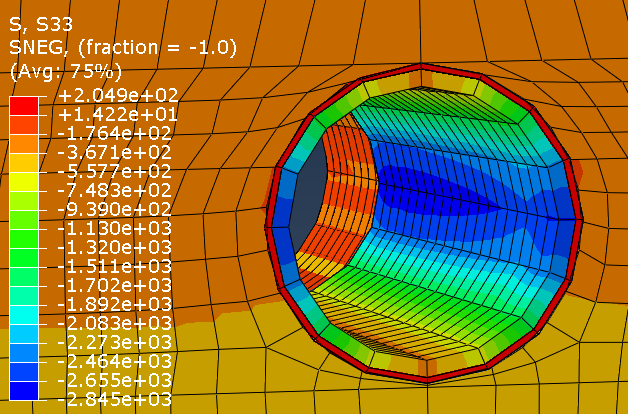 S, S33
SNEG, (fraction = -1.0)
(Avg: 75%)
+2.049e+02
+1.422e+01
-1.764e+02
-3.671e+02
-5.577e+02
-7.483e+02
-9.390e+02
-1.130e+03
-1.320e+03
-1.511e+03
-1.702e+03
-1.892e+03
-2.083e+03
-2.273e+03
-2.464e+03
-2.655e+03
-2.845e+03